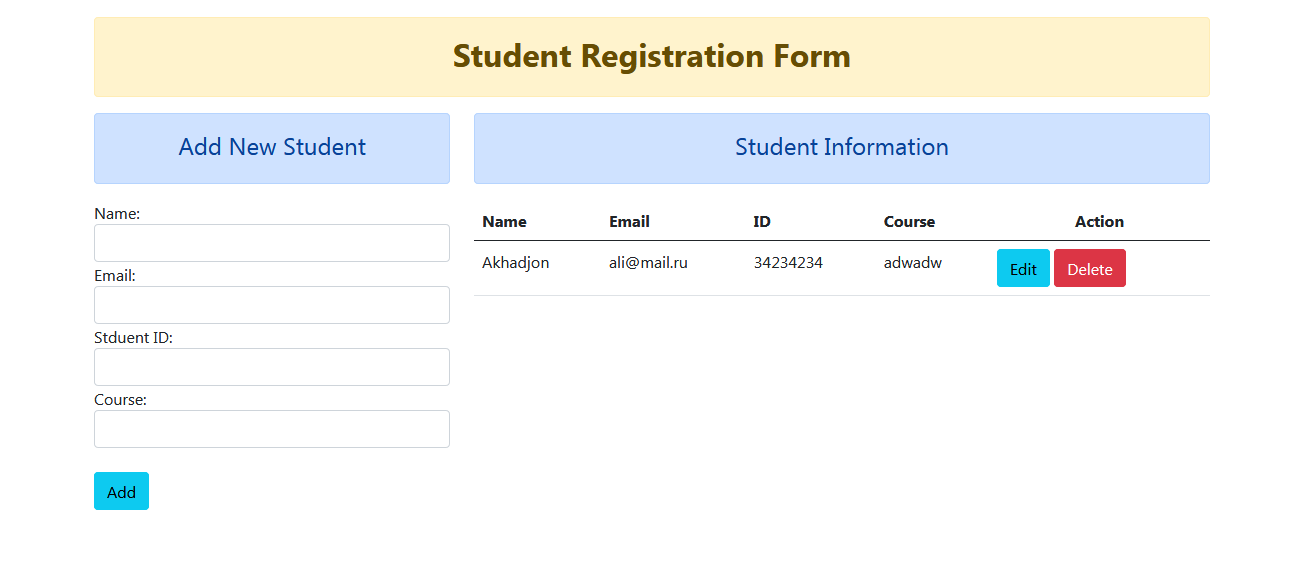 Student Registration Form
Add New Student
Name:
Email:
Stduent ID:
Course:
Add
Student Information
Name Email ID Course Action
Akhadjon ali@mail.ru 34234234 adwadw Edit Delete